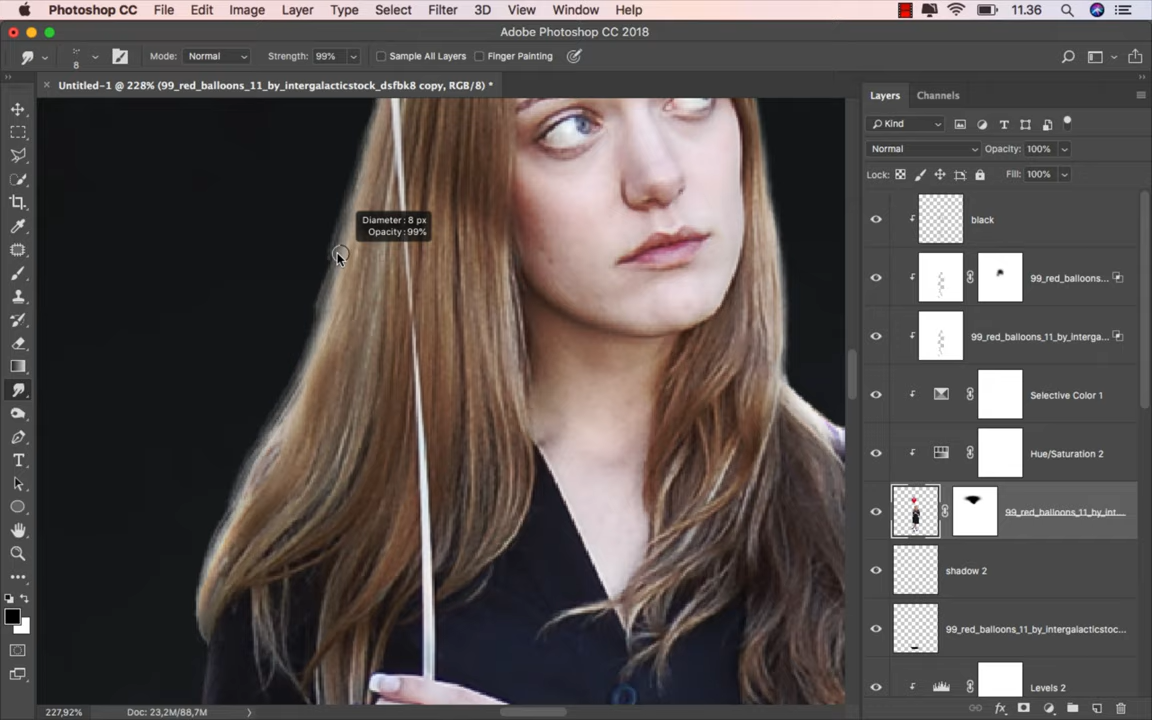 Photoshop CC File Edit Image Layer Type Select Filter 3D View Window Help 11.36
Adobe Photoshop CC 2018
8 Mode: Normal Strength: 99% Sample All Layers Finger Painting
Untitled-1 @ 228% (99_red_balloons_11_by_intergalacticstock_dsfbk8 copy, RGB/8) *
Layers Channels
Kind
Normal Opacity: 100%
Lock: Fill: 100%
Diameter: 8 px
Opacity: 99%
black
99_red_balloons...
99_red_balloons_11_by_interga...
Selective Color 1
Hue/Saturation 2
99_red_balloons_11_by_int...
shadow 2
99_red_balloons_11_by_intergalacticstoc...
Levels 2
227,92% Doc: 23,2M/88,7M